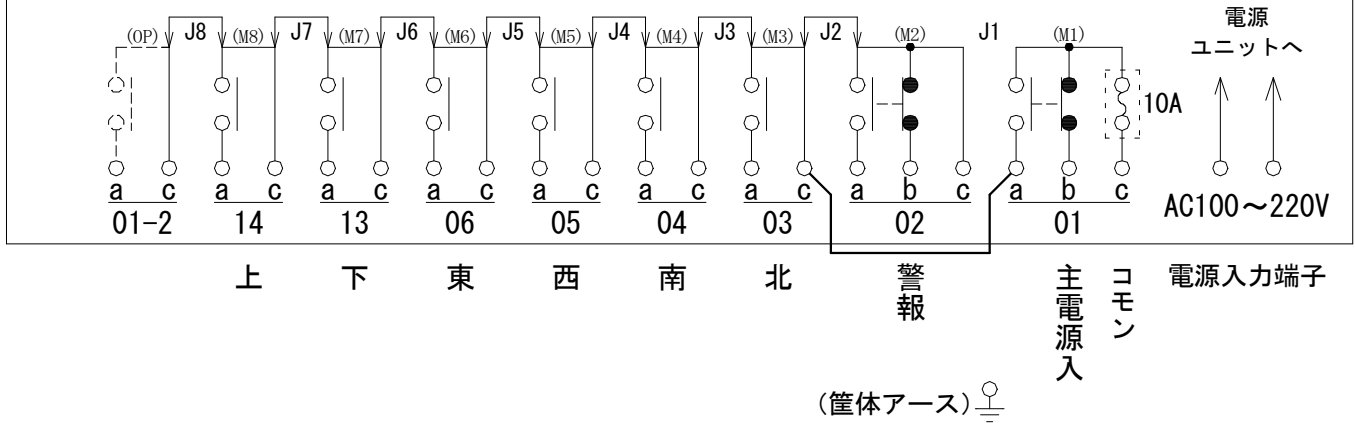 (OP) J8 (M8) J7 (M7) J6 (M6) J5 (M5) J4 (M4) J3 (M3) J2 (M2) J1 (M1) 電源
ユニットへ
10A
a c a c a c a c a c a c a c a b c a b c AC100～220V
01-2 14 13 06 05 04 03 02 01
上 下 東 西 南 北 警報 主電源入 コモン 電源入力端子
(筐体アース)